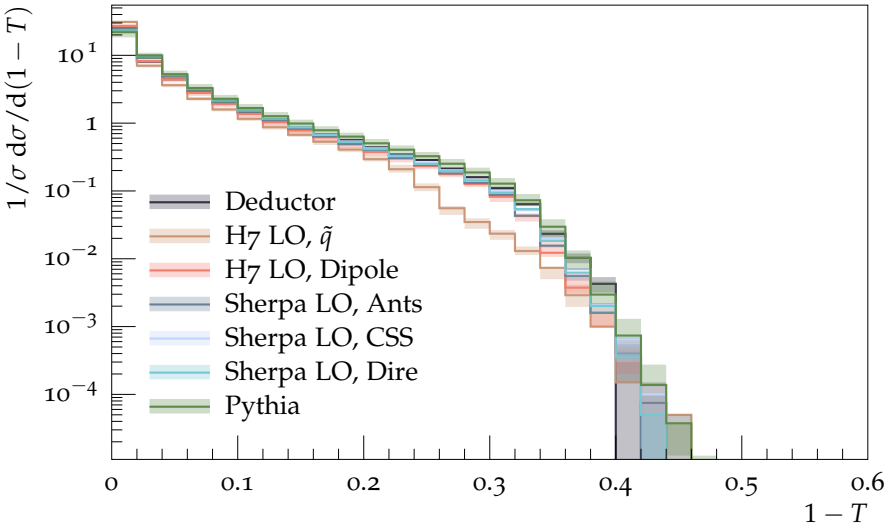 1/σ dσ/d(1 − T)
10¹
1
10⁻¹
10⁻²
10⁻³
10⁻⁴
Deductor
H7 LO, q̃
H7 LO, Dipole
Sherpa LO, Ants
Sherpa LO, CSS
Sherpa LO, Dire
Pythia
0 0.1 0.2 0.3 0.4 0.5 0.6
1 − T